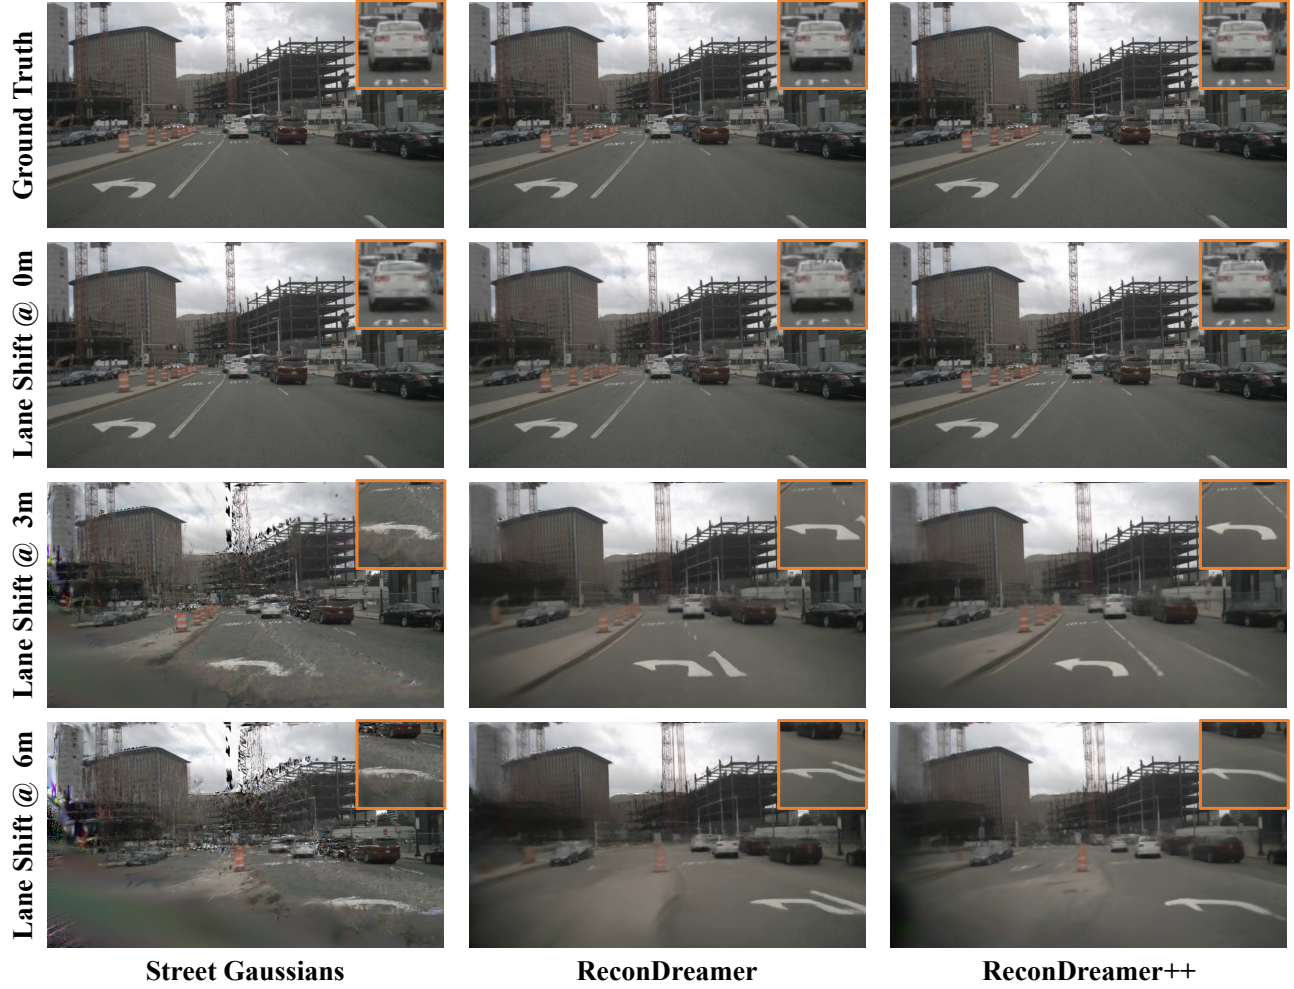 Ground Truth
Lane Shift @ 0m
Lane Shift @ 3m
Lane Shift @ 6m
Street Gaussians
ReconDreamer
ReconDreamer++